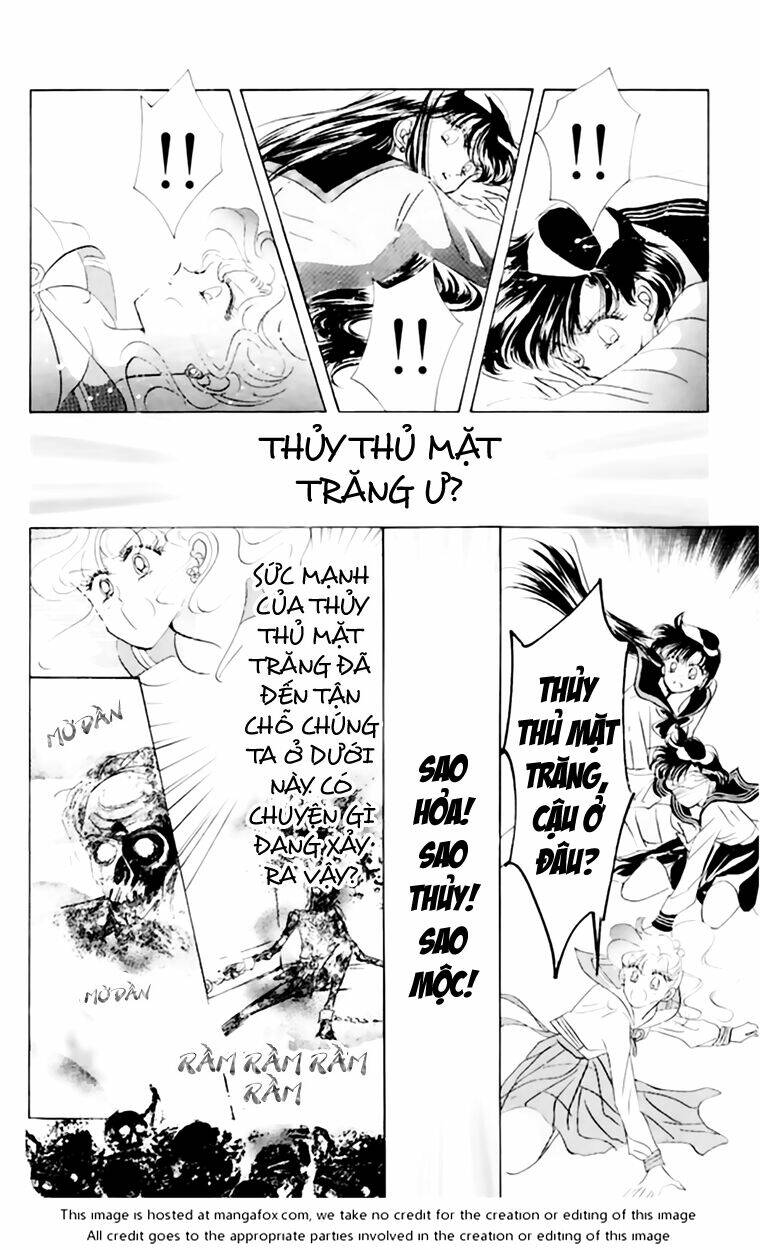 !!
!!
!!
THỦY THỦ MẶT
TRĂNG Ư?
THỦY
THỦ MẶT
TRĂNG,
CẬU Ở
ĐÂU?
SAO
HỎA!
SAO
THỦY!
SAO
MỘC!
SỨC MẠNH
CỦA THỦY
THỦ MẶT
TRĂNG ĐÃ
ĐẾN TẬN
CHỖ CHÚNG
TA Ở DƯỚI
NÀY. CÓ
CHUYỆN GÌ
ĐANG XẢY
RA VẬY?
MỜ DẦN
MỜ DẦN
RẦM RẦM RẦM
RẦM
This image is hosted at mangafox.com, we take no credit for the creation or editing of this image
All credit goes to the appropriate parties involved in the creation or editing of this image